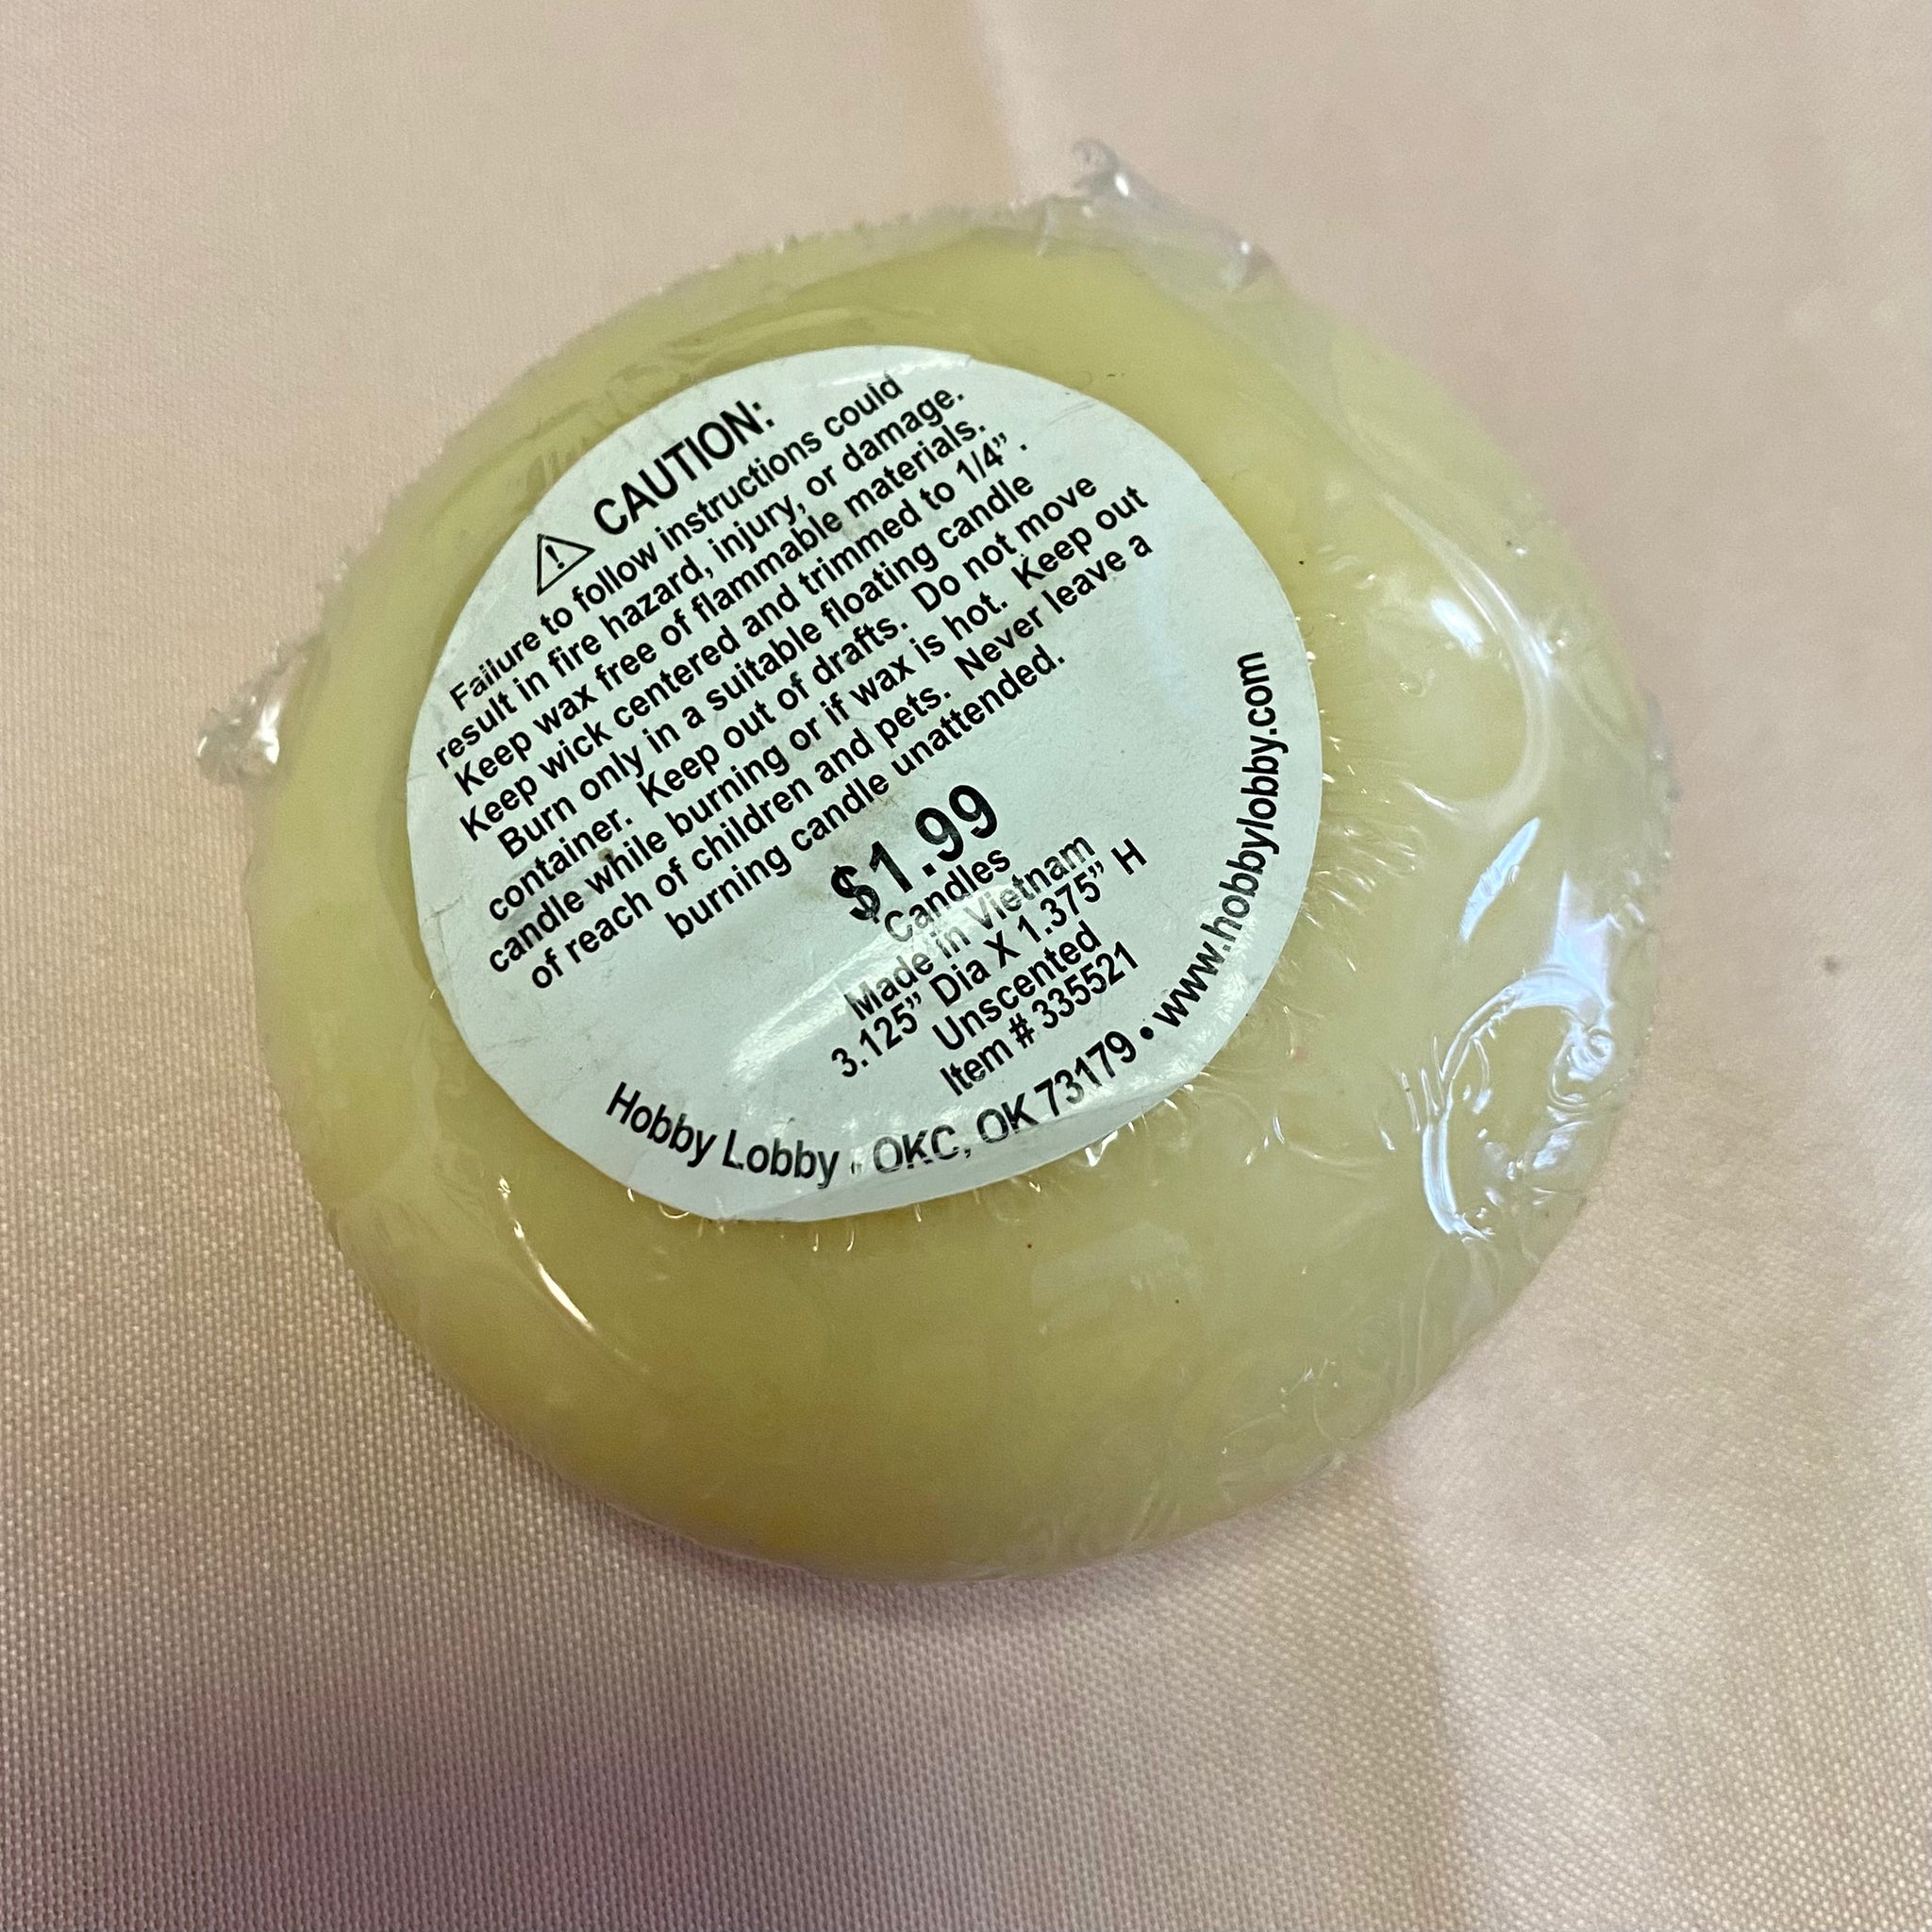 CAUTION:
Failure to follow instructions could
result in fire hazard, injury, or damage.
Keep wax free of flammable materials.
Keep wick centered and trimmed to 1/4”.
Burn only in a suitable floating candle
container. Keep out of drafts. Do not move
candle while burning or if wax is hot. Keep out
of reach of children and pets. Never leave a
burning candle unattended.
$1.99
Candles
Made in Vietnam
3.125” Dia X 1.375” H
Unscented
Item # 335521
Hobby Lobby • OKC, OK 73179 • www.hobbylobby.com